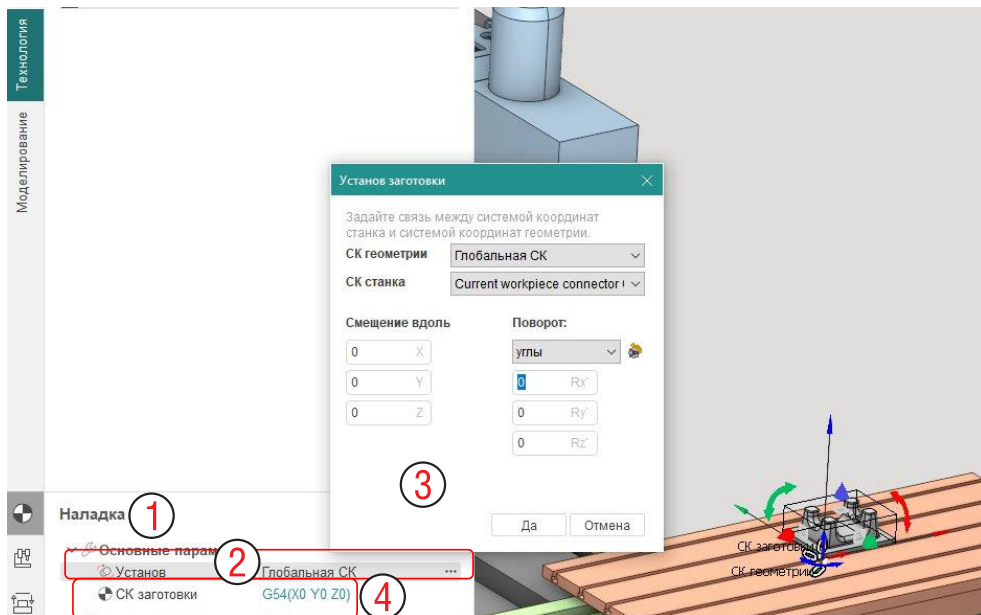 Технология
Моделирование
Установ заготовки
Задайте связь между системой координат
станка и системой координат геометрии.
СК геометрии
Глобальная СК
СК станка
Current workpiece connector
Смещение вдоль
Поворот:
0 X
углы
0 Y
0 Rx°
0 Z
0 Ry°
0 Rz°
3
Да
Отмена
Наладка
1
Основные парам
2
Установ
Глобальная СК
...
СК заготовки
G54(X0 Y0 Z0)
4
СК заготовки
СК геометрии